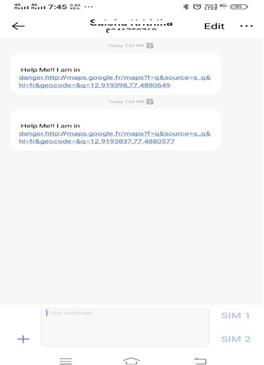 7:45
Edit
Today 7:05 PM
Help Me!! I am in
danger.http://maps.google.fr/maps?f=q&source=s_q&
hl=fr&geocode=&q=12.919398,77.4880649
Today 7:05 PM
Help Me!! I am in
danger.http://maps.google.fr/maps?f=q&source=s_q&
hl=fr&geocode=&q=12.9193837,77.4880577
Enter message
SIM 1
SIM 2